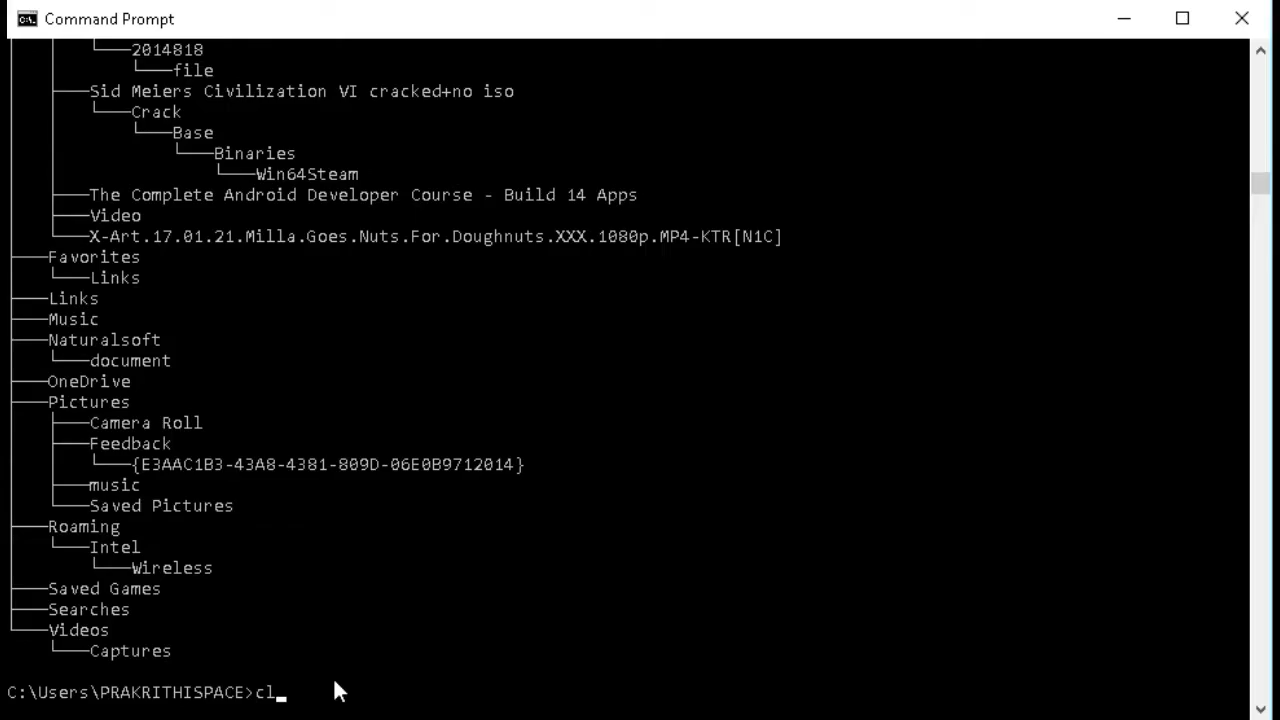 Command Prompt
2014818
file
Sid Meiers Civilization VI cracked+no iso
Crack
Base
Binaries
Win64Steam
The Complete Android Developer Course - Build 14 Apps
Video
X-Art.17.01.21.Milla.Goes.Nuts.For.Doughnuts.XXX.1080p.MP4-KTR[N1C]
Favorites
Links
Links
Music
Naturalsoft
document
OneDrive
Pictures
Camera Roll
Feedback
{E3AAC1B3-43A8-4381-809D-06E0B9712014}
music
Saved Pictures
Roaming
Intel
Wireless
Saved Games
Searches
Videos
Captures
C:\Users\PRAKRITHISPACE>cl